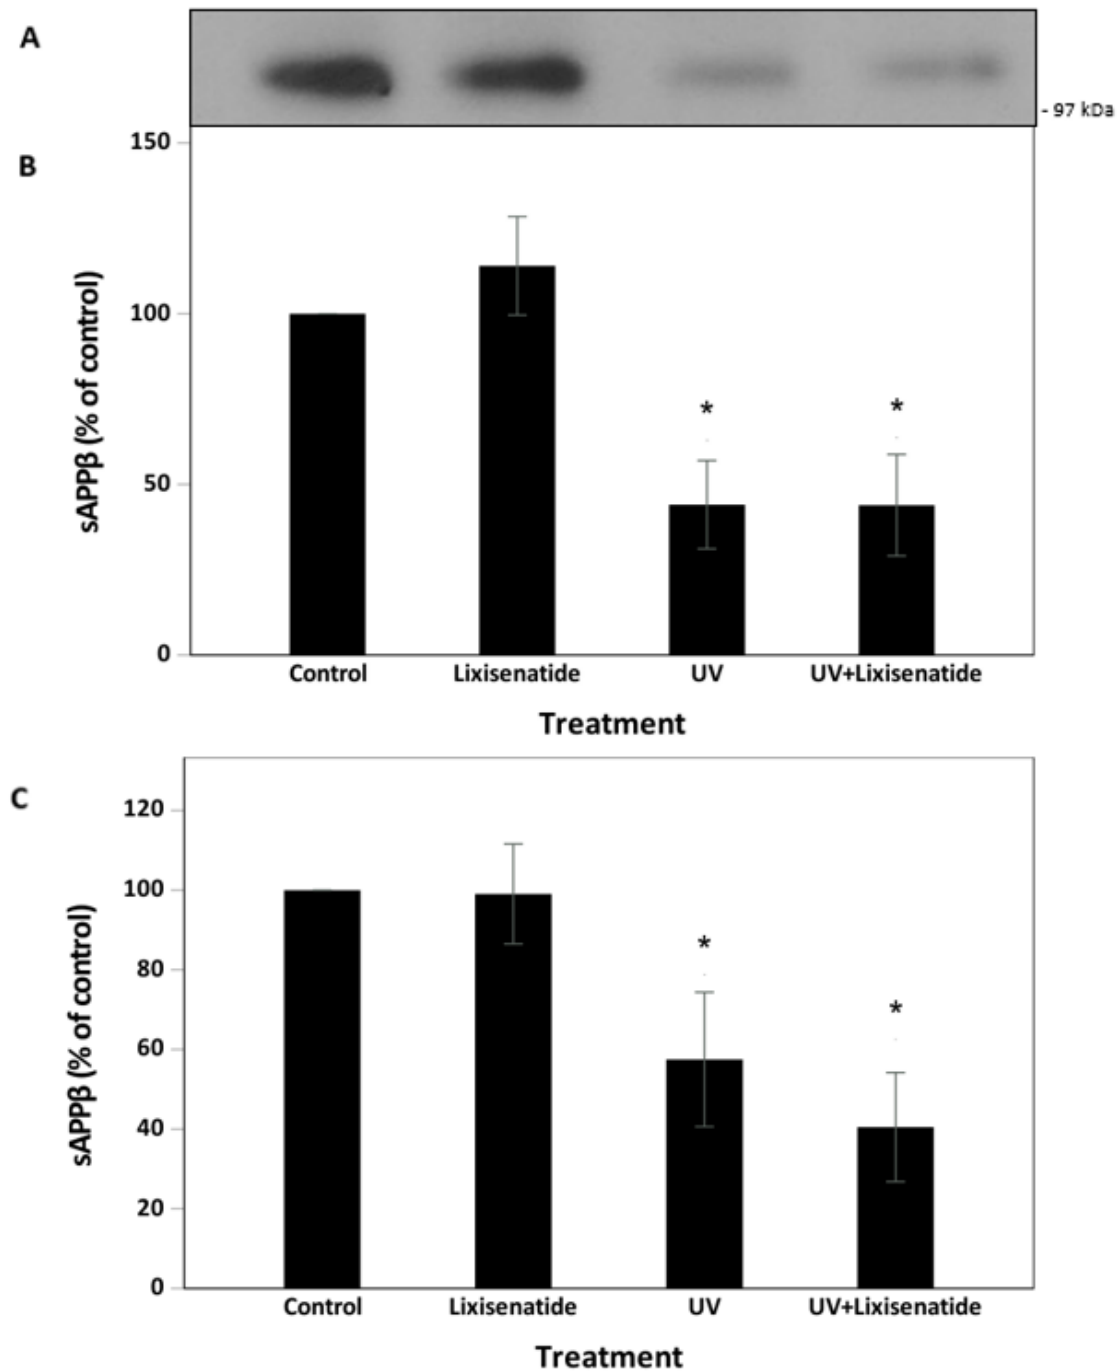 A
- 97 kDa
B
150
100
50
0
sAPPβ (% of control)
*
*
Control Lixisenatide UV UV+Lixisenatide
Treatment
C
120
100
80
60
40
20
0
sAPPβ (% of control)
*
*
Control Lixisenatide UV UV+Lixisenatide
Treatment